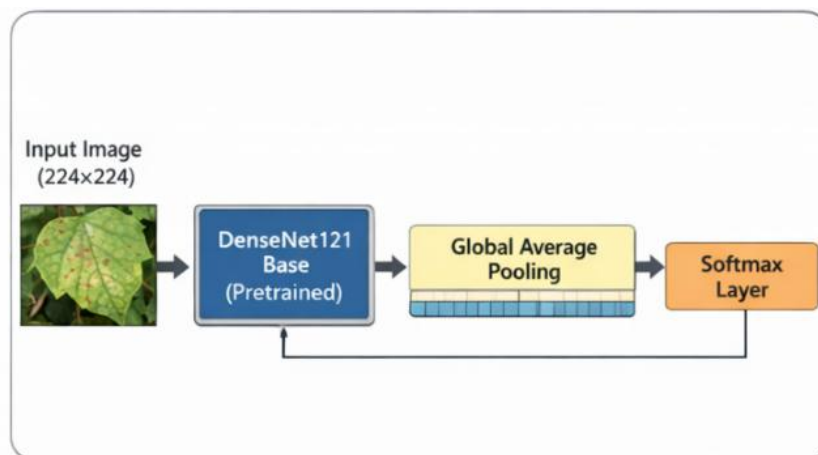 Input Image
(224×224)
DenseNet121
Base
(Pretrained)
Global Average
Pooling
Softmax
Layer